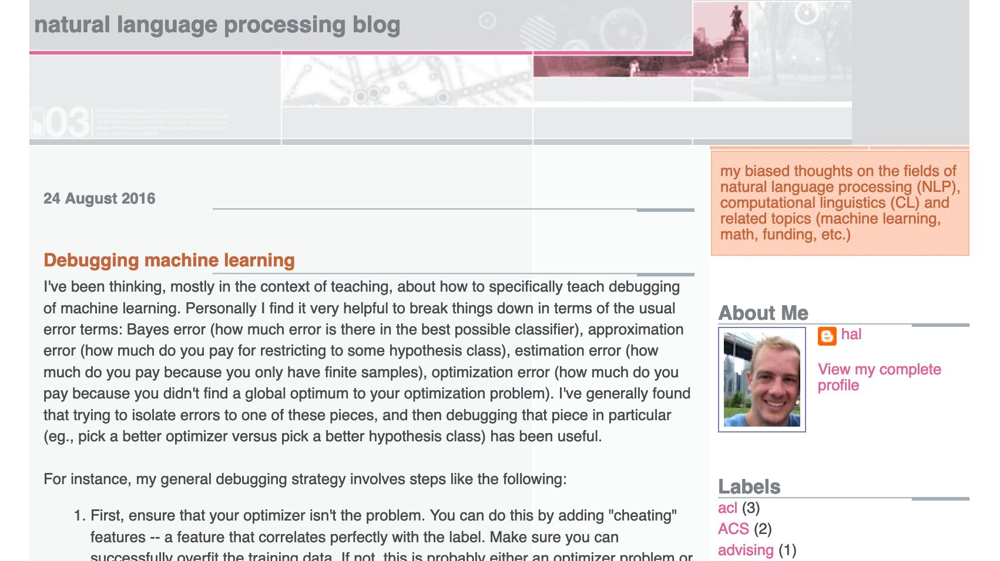 natural language processing blog
03
24 August 2016
Debugging machine learning
I've been thinking, mostly in the context of teaching, about how to specifically teach debugging
of machine learning. Personally I find it very helpful to break things down in terms of the usual
error terms: Bayes error (how much error is there in the best possible classifier), approximation
error (how much do you pay for restricting to some hypothesis class), estimation error (how
much do you pay because you only have finite samples), optimization error (how much do you
pay because you didn't find a global optimum to your optimization problem). I've generally found
that trying to isolate errors to one of these pieces, and then debugging that piece in particular
(eg., pick a better optimizer versus pick a better hypothesis class) has been useful.
For instance, my general debugging strategy involves steps like the following:
1. First, ensure that your optimizer isn't the problem. You can do this by adding "cheating"
features -- a feature that correlates perfectly with the label. Make sure you can
successfully overfit the training data. If not, this is probably either an optimizer problem or
my biased thoughts on the fields of
natural language processing (NLP),
computational linguistics (CL) and
related topics (machine learning,
math, funding, etc.)
About Me
hal
View my complete
profile
Labels
acl (3)
ACS (2)
advising (1)